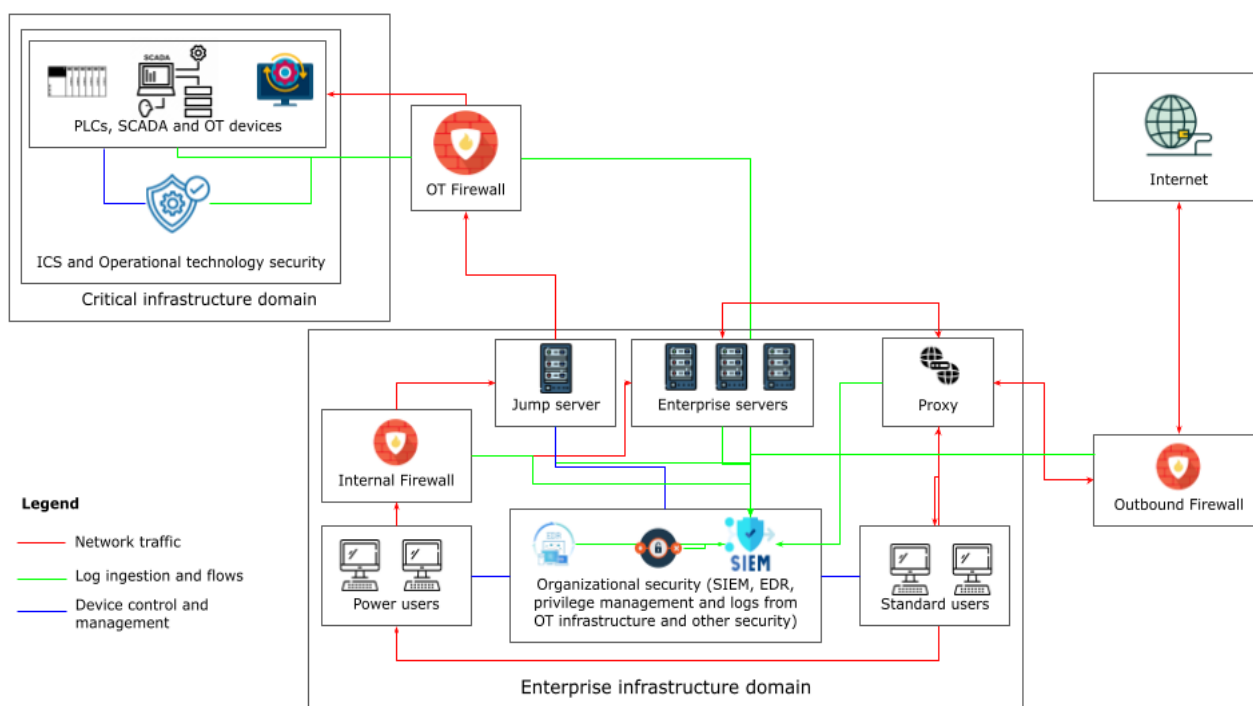 SCADA
PLCs, SCADA and OT devices
ICS and Operational technology security
Critical infrastructure domain
OT Firewall
Internet
Jump server
Enterprise servers
Proxy
Internal Firewall
Outbound Firewall
Legend
Network traffic
Log ingestion and flows
Device control and
management
Power users
EDR
SIEM
Organizational security (SIEM, EDR,
privilege management and logs from
OT infrastructure and other security)
Standard users
Enterprise infrastructure domain